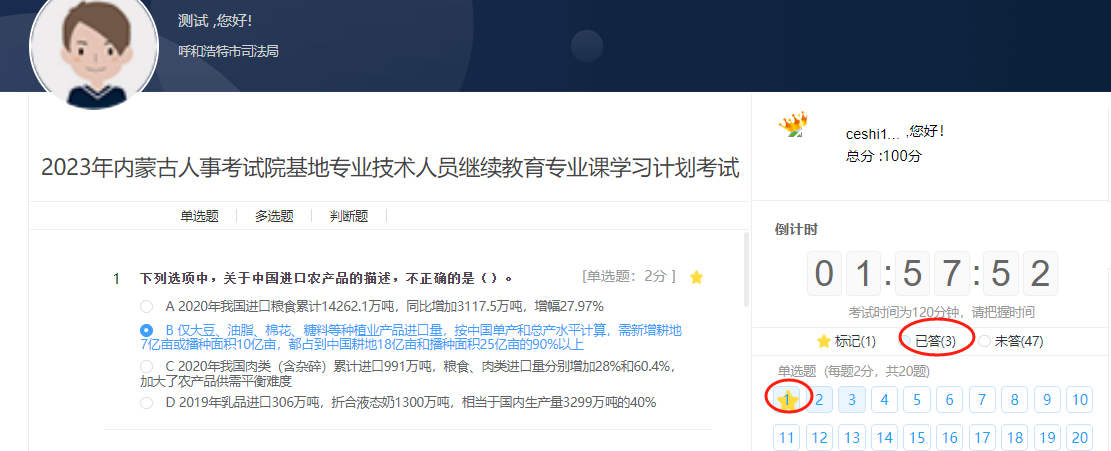 测试 ,您好!
呼和浩特市司法局
2023年内蒙古人事考试院基地专业技术人员继续教育专业课学习计划考试
单选题
多选题
判断题
1 下列选项中，关于中国进口农产品的描述，不正确的是（ ）。 [单选题：2分 ]
A 2020年我国进口粮食累计14262.1万吨，同比增加3117.5万吨，增幅27.97%
B 仅大豆、油脂、棉花、糖料等种植业产品进口量，按中国单产和总产水平计算，需新增耕地
7亿亩或播种面积10亿亩，都占到中国耕地18亿亩和播种面积25亿亩的90%以上
C 2020年我国肉类（含杂碎）累计进口991万吨，粮食、肉类进口量分别增加28%和60.4%，
加大了农产品供需平衡难度
D 2019年乳品进口306万吨，折合液态奶1300万吨，相当于国内生产量3299万吨的40%
ceshi1... ,您好!
总分 :100分
倒计时
01:57:52
考试时间为120分钟，请把握时间
标记(1) 已答(3) 未答(47)
单选题（每题2分，共20题）
1 2 3 4 5 6 7 8 9 10
11 12 13 14 15 16 17 18 19 20